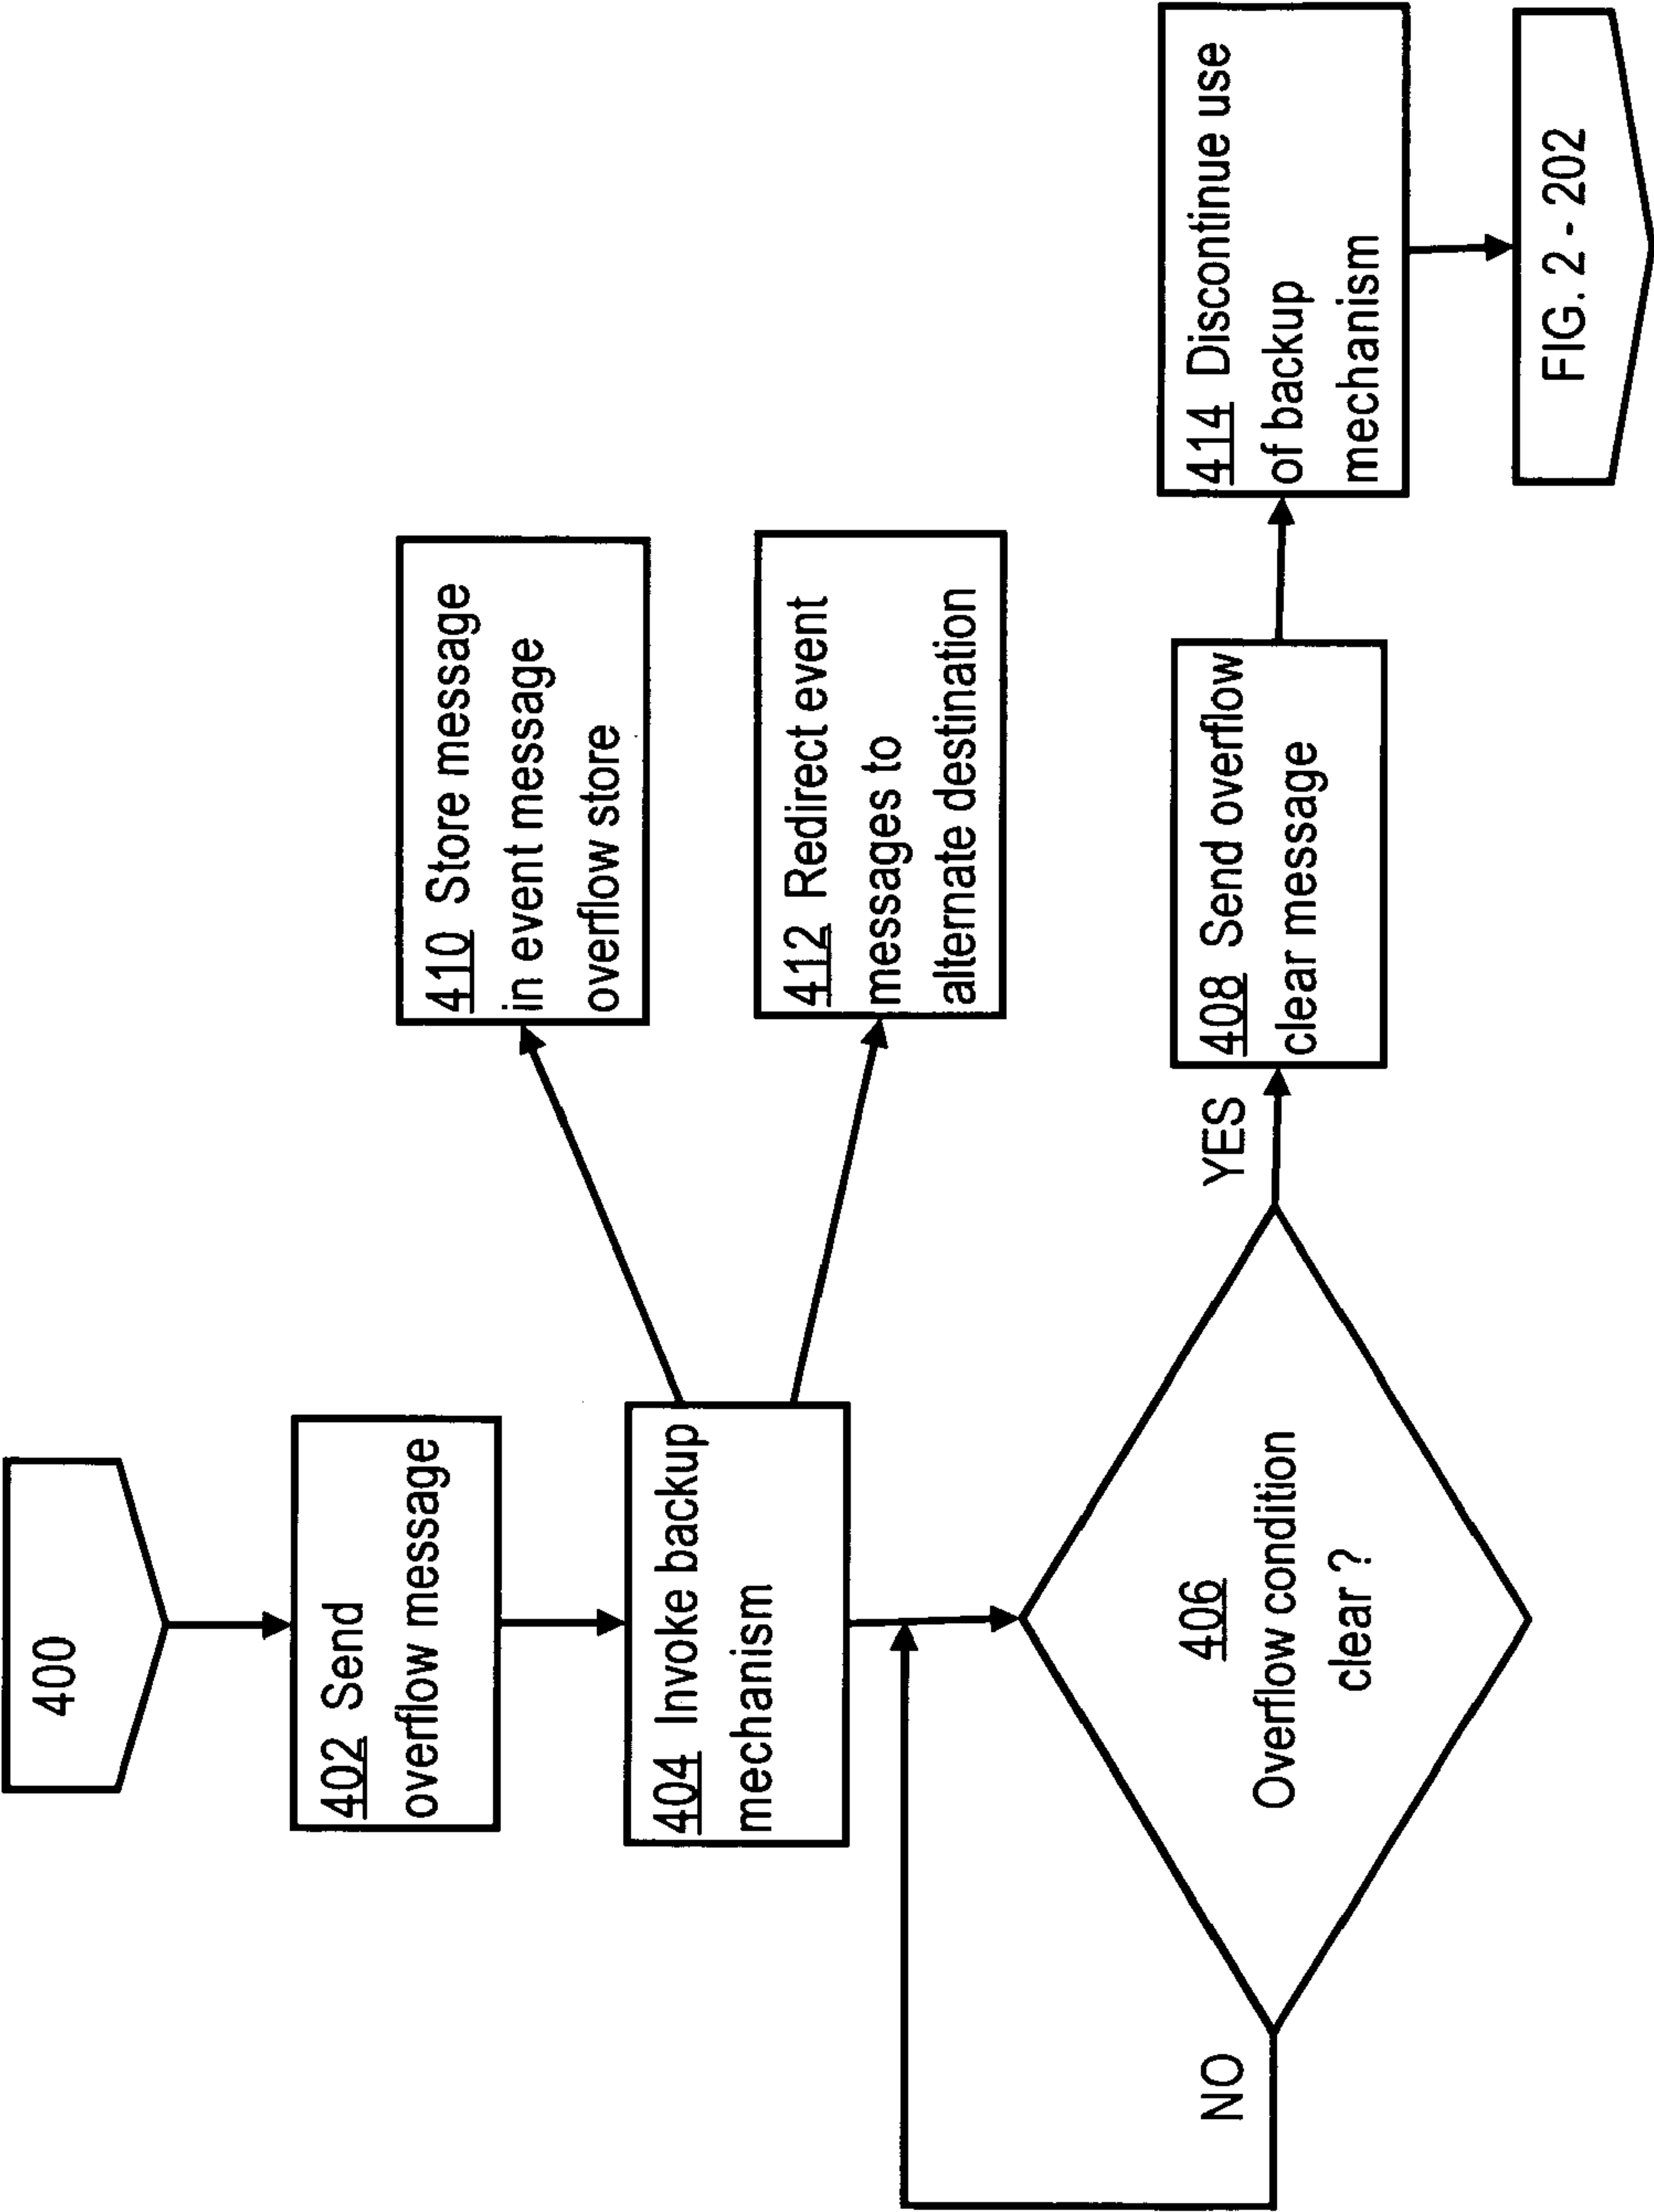 400
402 Send
overflow message
404 Invoke backup
mechanism
410 Store message
in event message
overflow store
412 Redirect event
messages to
alternate destination
406
Overflow condition
clear ?
NO
YES
408 Send overflow
clear message
414 Discontinue use
of backup
mechanism
FIG. 2 - 202